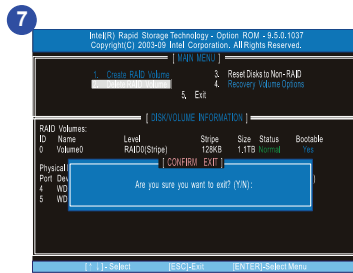 7
Intel(R) Rapid Storage Technology - Option ROM - 9.5.0.1037
Copyright(C) 2003-09 Intel Corporation. All Rights Reserved.
[ MAIN MENU ]
1. Create RAID Volume 3. Reset Disks to Non-RAID
2. Delete RAID Volume 4. Recovery Volume Options
5. Exit
[ DISK/VOLUME INFORMATION ]
RAID Volumes:
ID Name Level Stripe Size Status Bootable
0 Volume0 RAID0(Stripe) 128KB 1.1TB Normal Yes
Physical
Port Dev
4 WD
5 WD
)
[ CONFIRM EXIT ]
Are you sure you want to exit? (Y/N):
[↑↓]-Select [ESC]-Exit [ENTER]-Select Menu